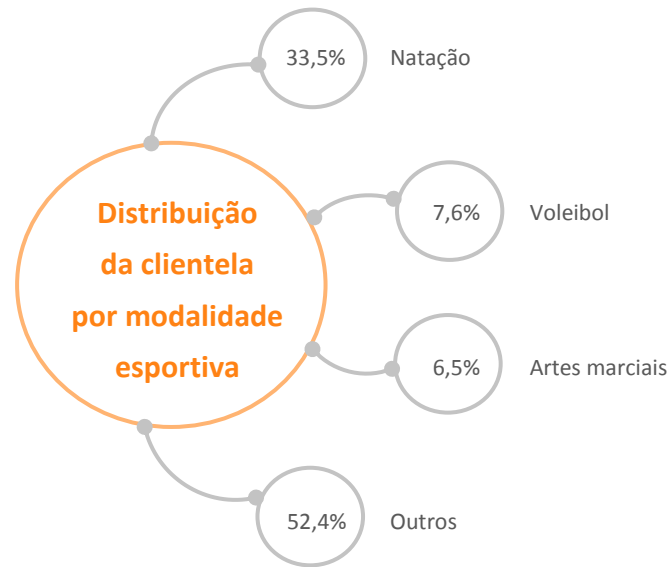 33,5% Natação
Distribuição
da clientela
por modalidade
esportiva
7,6% Voleibol
6,5% Artes marciais
52,4% Outros